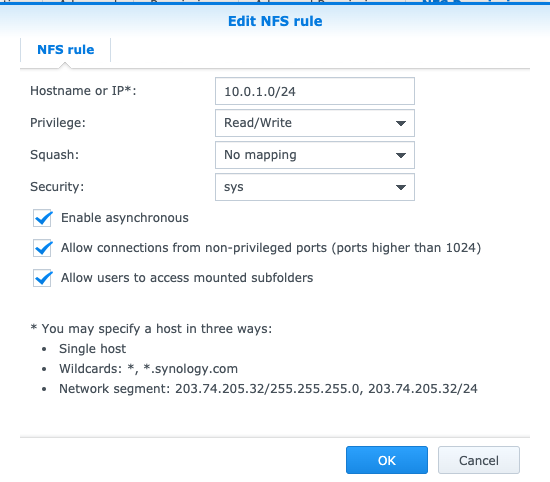 Edit NFS rule
NFS rule
Hostname or IP*:
10.0.1.0/24
Privilege:
Read/Write
Squash:
No mapping
Security:
sys
Enable asynchronous
Allow connections from non-privileged ports (ports higher than 1024)
Allow users to access mounted subfolders
* You may specify a host in three ways:
• Single host
• Wildcards: *, *.synology.com
• Network segment: 203.74.205.32/255.255.255.0, 203.74.205.32/24
OK
Cancel